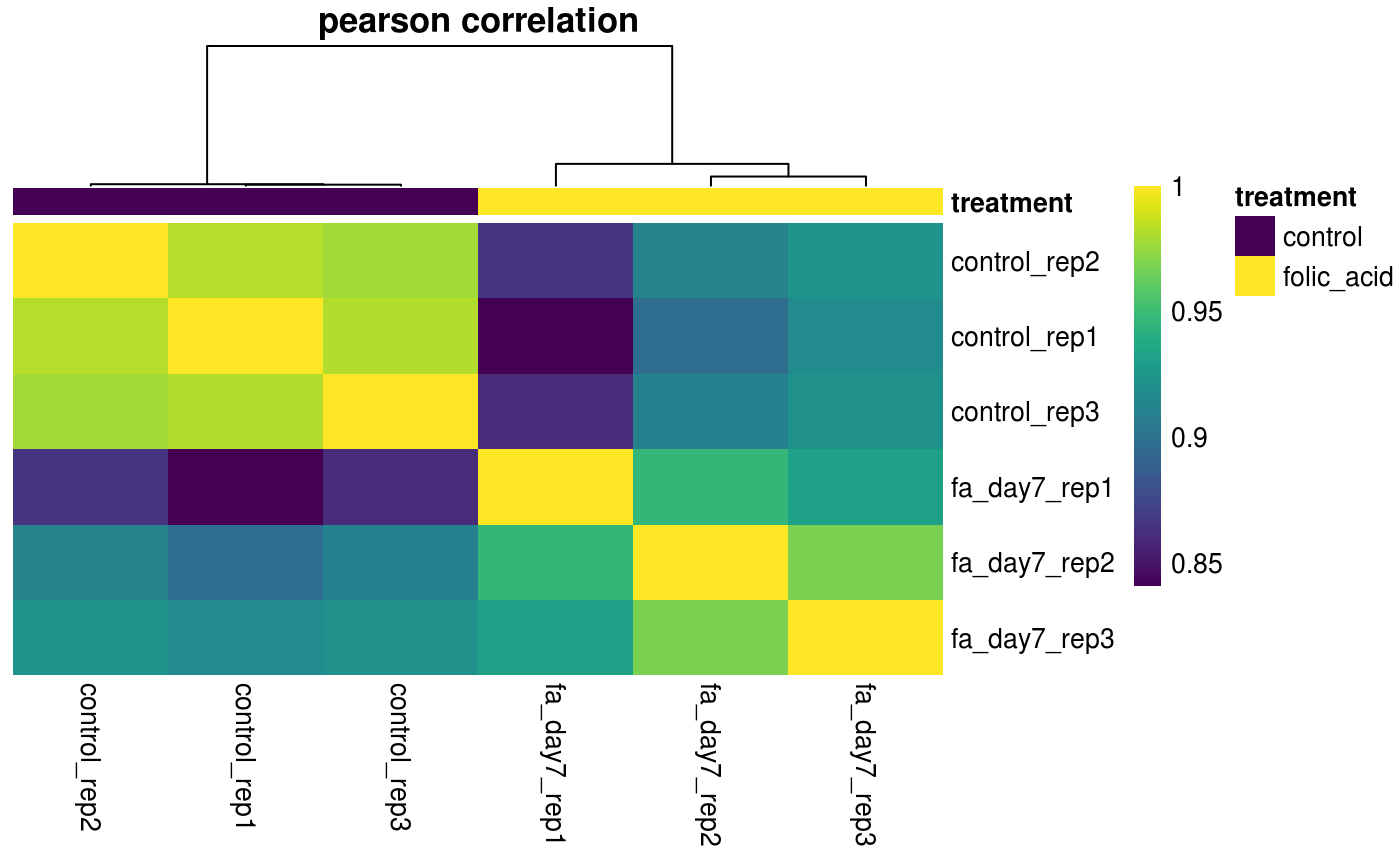 pearson correlation
treatment
control_rep2
control_rep1
control_rep3
fa_day7_rep1
fa_day7_rep2
fa_day7_rep3
control_rep2
control_rep1
control_rep3
fa_day7_rep1
fa_day7_rep2
fa_day7_rep3
1
0.95
0.9
0.85
treatment
control
folic_acid